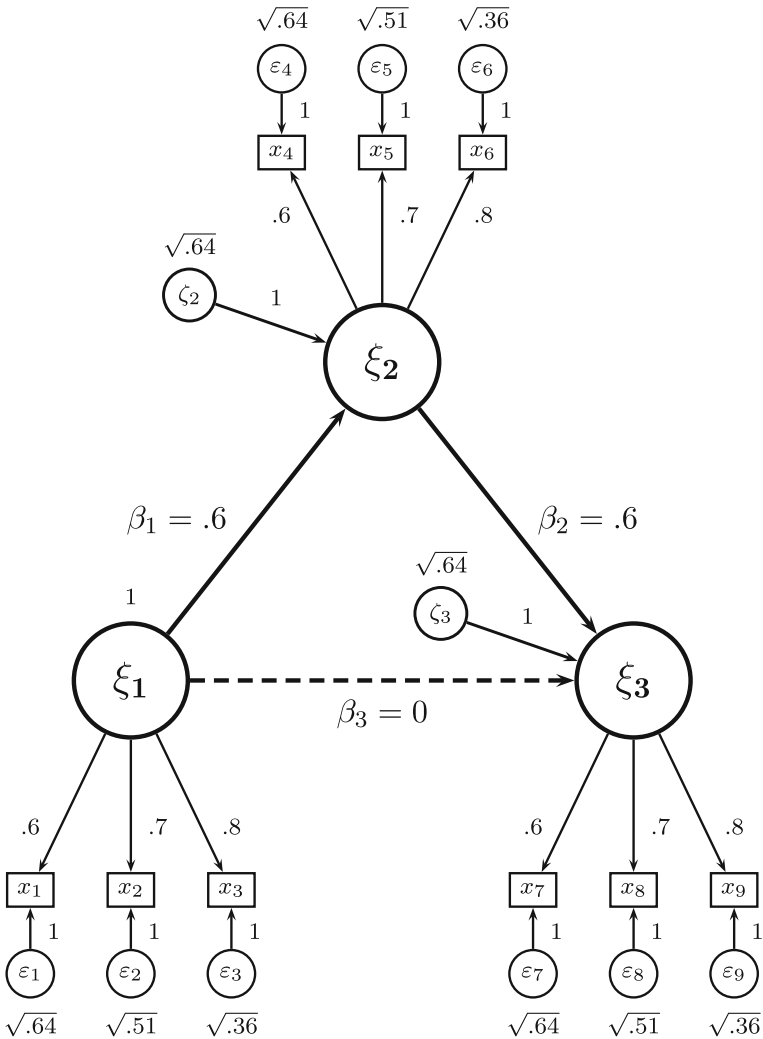 √.64 √.51 √.36
ε4 ε5 ε6
1 1 1
x4 x5 x6
.6 .7 .8
√.64
ζ2 1
ξ2
β1 = .6 β2 = .6
√.64
1 ζ3 1
ξ1 ξ3
β3 = 0
.6 .7 .8 .6 .7 .8
x1 x2 x3 x7 x8 x9
1 1 1 1 1 1
ε1 ε2 ε3 ε7 ε8 ε9
√.64 √.51 √.36 √.64 √.51 √.36